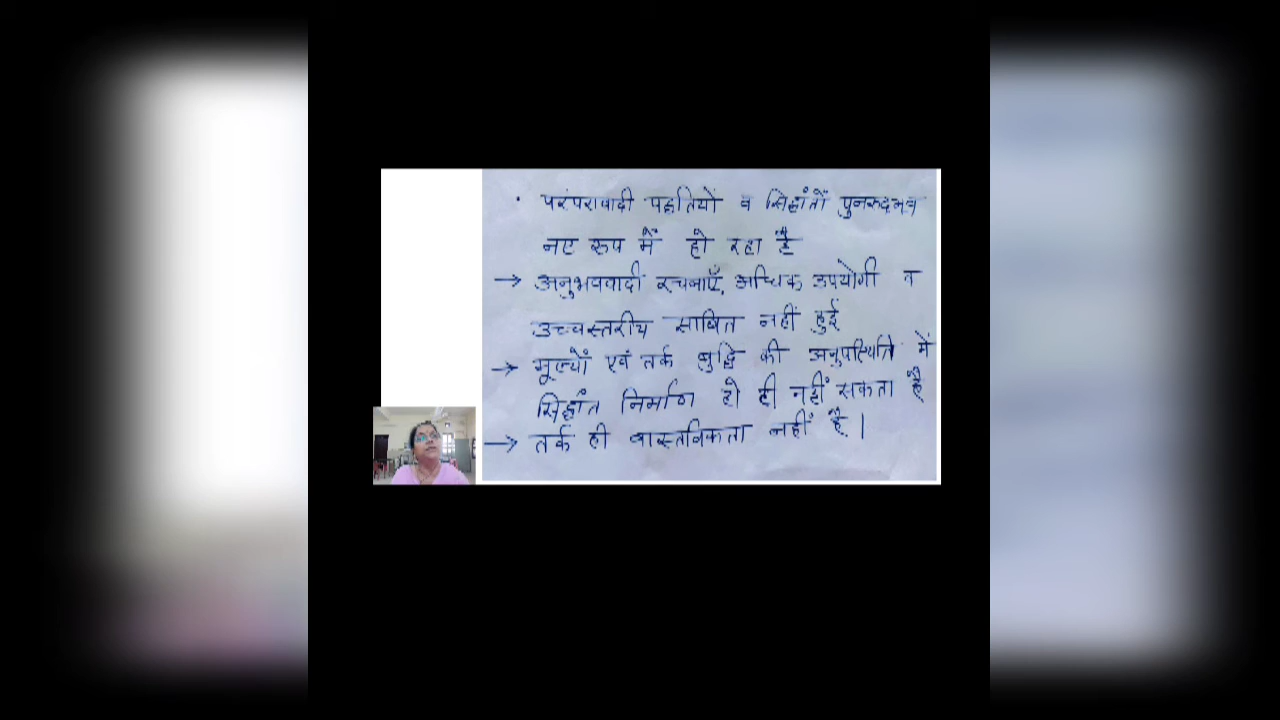 · परंपरावादी पद्धतियों व सिद्धांतों पुनरुदभव
नए रूप में हो रहा है
→ अनुभववादी रचनाएँ, अधिक उपयोगी व
उच्चस्तरीय साबित नहीं हुई
→ मूल्यों एवं तर्क बुद्धि की अनुपस्थिति में
सिद्धांत निर्माण हो ही नहीं सकता है
→ तर्क ही वास्तविकता नहीं है।